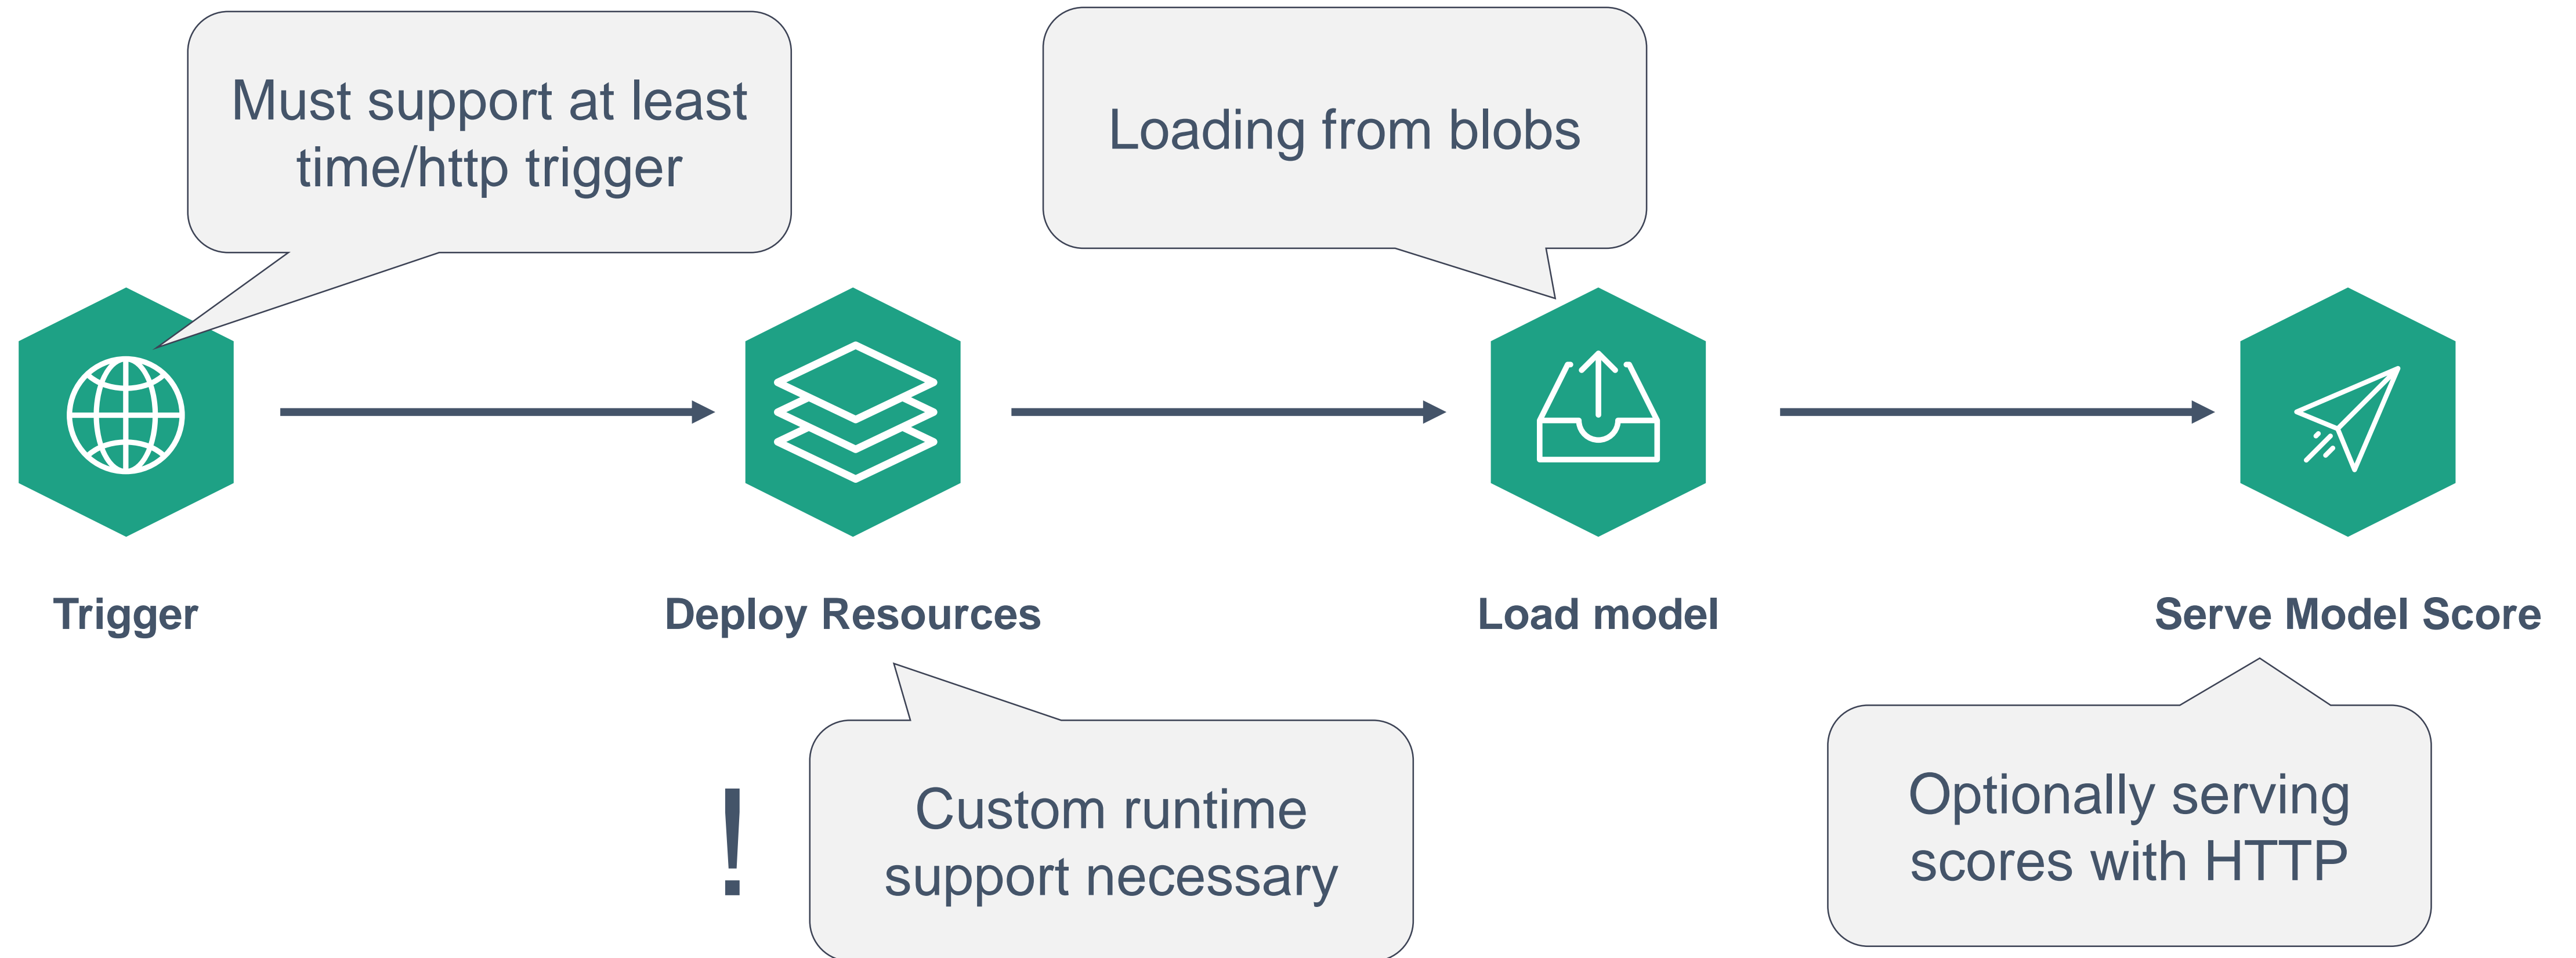 Must support at least
time/http trigger
Loading from blobs
Trigger
Deploy Resources
Load model
Serve Model Score
!
Custom runtime
support necessary
Optionally serving
scores with HTTP